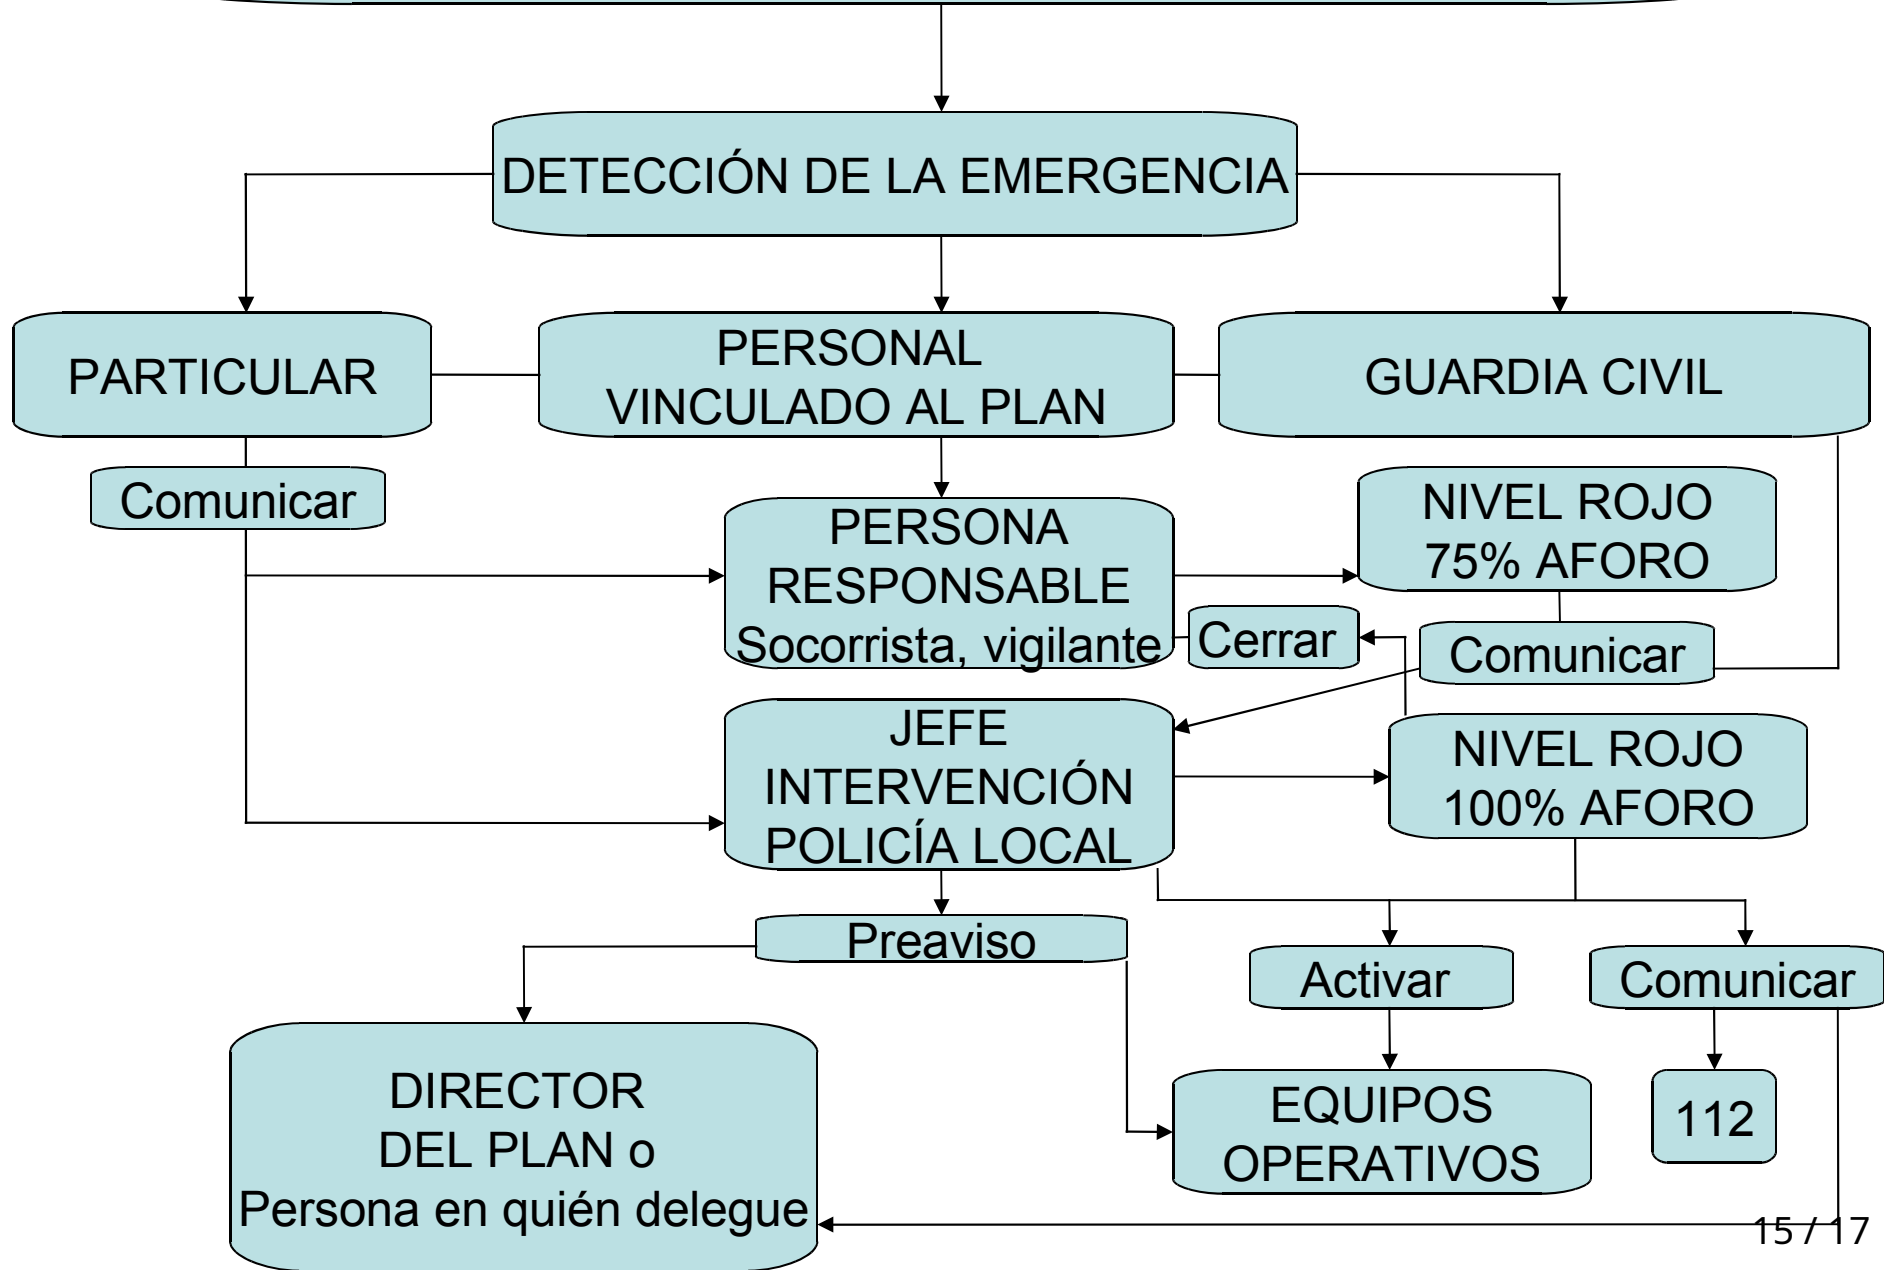 DETECCIÓN DE LA EMERGENCIA
PARTICULAR
PERSONAL
VINCULADO AL PLAN
GUARDIA CIVIL
Comunicar
PERSONA
RESPONSABLE
Socorrista, vigilante
NIVEL ROJO
75% AFORO
Cerrar
Comunicar
JEFE
INTERVENCIÓN
POLICÍA LOCAL
NIVEL ROJO
100% AFORO
Preaviso
Activar
Comunicar
DIRECTOR
DEL PLAN o
Persona en quién delegue
EQUIPOS
OPERATIVOS
112
15 / 17